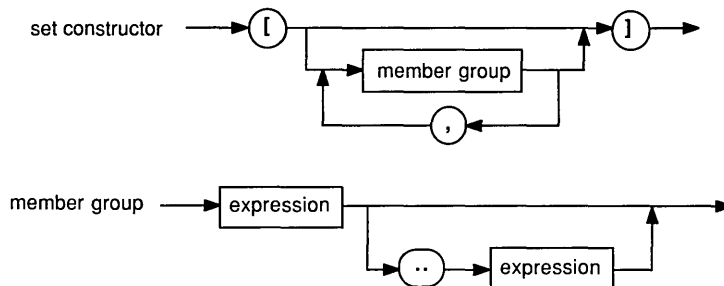 set constructor [ ]
member group
,
member group expression
.. expression